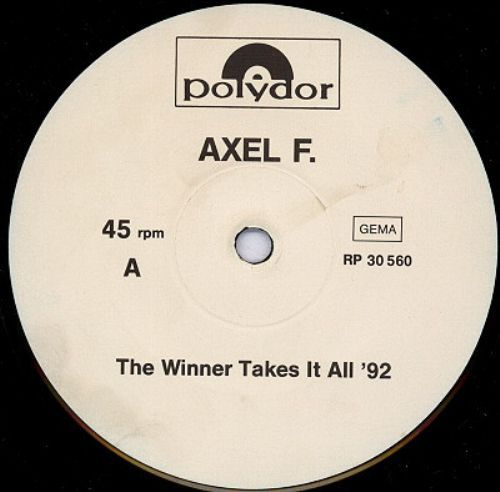 polydor
AXEL F.
45 rpm
GEMA
A
RP 30 560
The Winner Takes It All '92